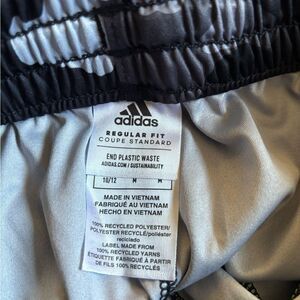 adidas
REGULAR FIT
COUPE STANDARD
END PLASTIC WASTE
ADIDAS.COM / SUSTAINABILITY
10/12 M M
MADE IN VIETNAM
FABRIQUÉ AU VIETNAM
HECHO EN VIETNAM
100% RECYCLED POLYESTER/
POLYESTER RECYCLÉ/poliéster
reciclado
LABEL MADE FROM
100% RECYCLED YARNS
ÉTIQUETTE FABRIQUÉE À PARTIR
DE FILS 100% RECYCLÉS